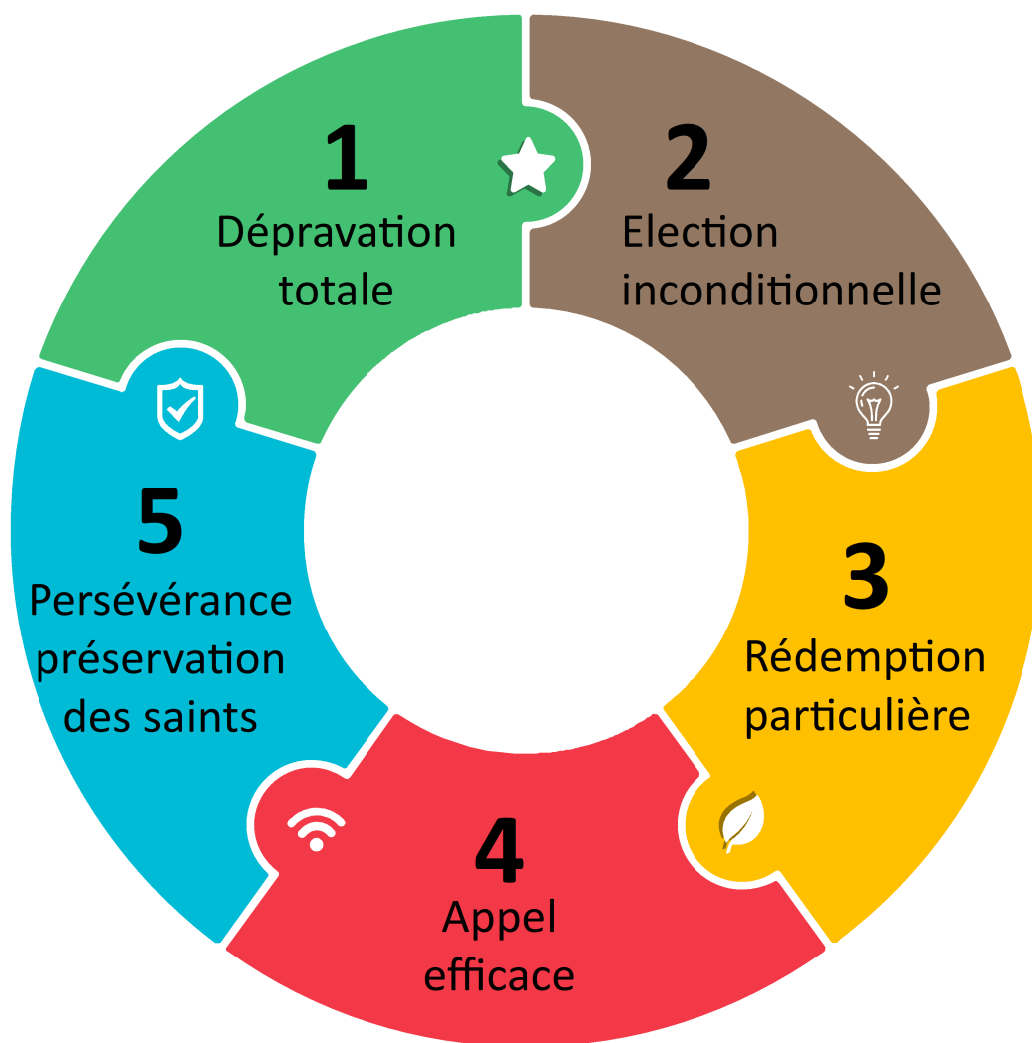 1
Dépravation
totale
2
Election
inconditionnelle
3
Rédemption
particulière
4
Appel
efficace
5
Persévérance
préservation
des saints